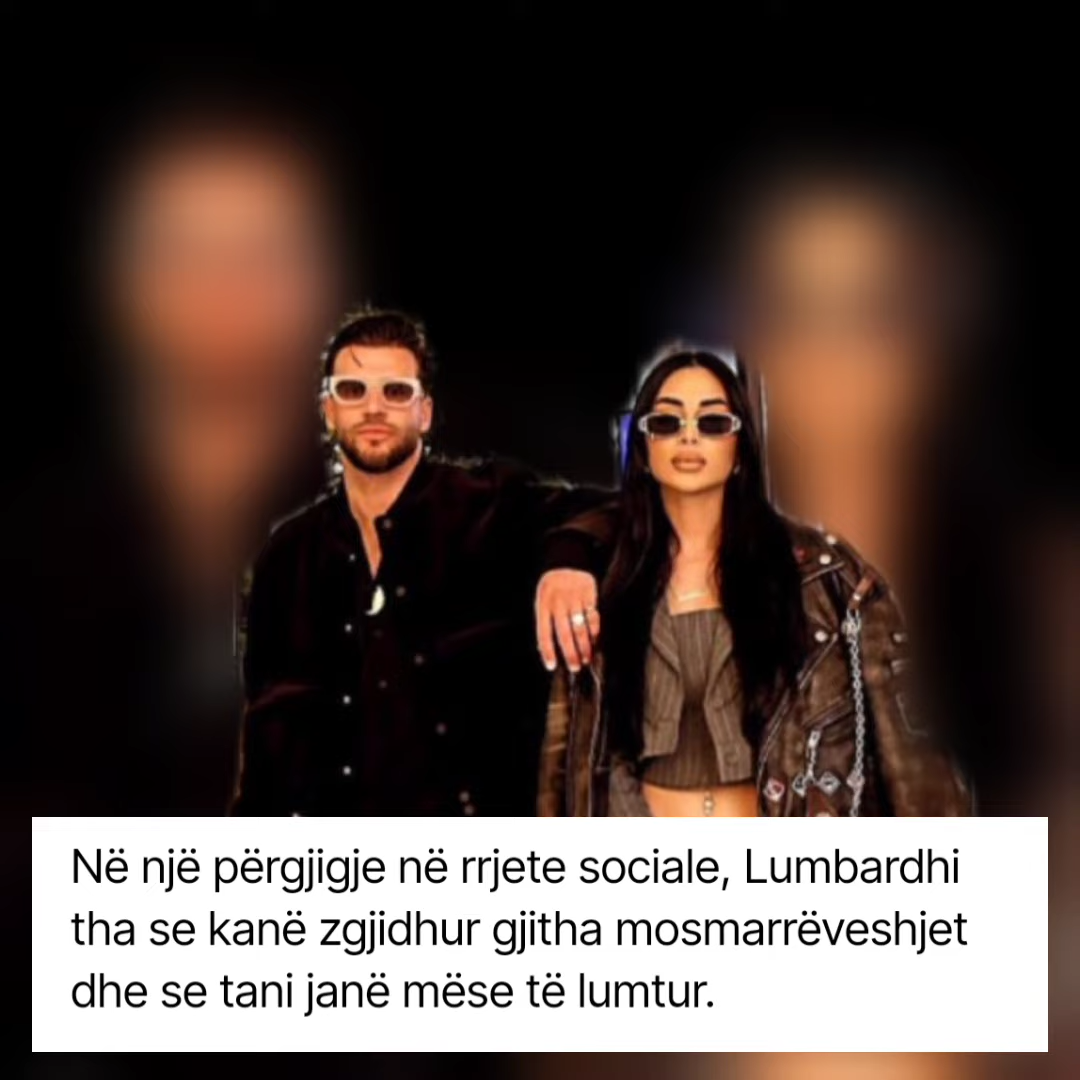 Në një përgjigje në rrjete sociale, Lumbardhi
tha se kanë zgjidhur gjitha mosmarrëveshjet
dhe se tani janë mëse të lumtur.